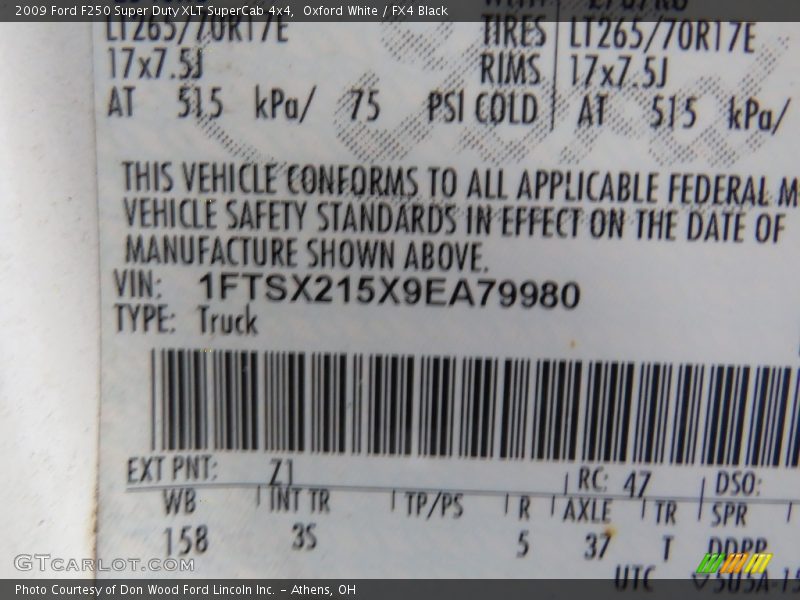 2009 Ford F250 Super Duty XLT SuperCab 4x4, Oxford White / FX4 Black
LT265/70R17E TIRES LT265/70R17E
17x7.5J RIMS 17x7.5J
AT 515 kPa/ 75 PSI COLD AT 515 kPa/
THIS VEHICLE CONFORMS TO ALL APPLICABLE FEDERAL M
VEHICLE SAFETY STANDARDS IN EFFECT ON THE DATE OF
MANUFACTURE SHOWN ABOVE.
VIN: 1FTSX215X9EA79980
TYPE: Truck
EXT PNT: Z1 RC: 47 DSO:
WB INT TR TP/PS R AXLE TR SPR
158 3S 5 37 T DDPP
UTC
GTCarLot.com
Photo Courtesy of Don Wood Ford Lincoln Inc. – Athens, OH